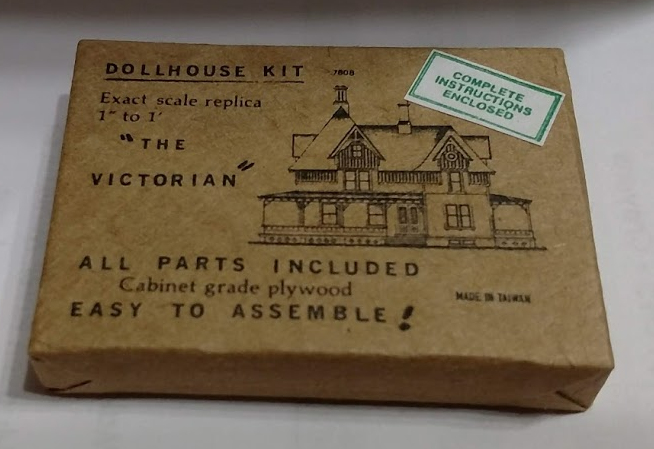 DOLLHOUSE KIT 7808
Exact scale replica
1" to 1'
"THE
VICTORIAN"
COMPLETE
INSTRUCTIONS
ENCLOSED
ALL PARTS INCLUDED
Cabinet grade plywood
EASY TO ASSEMBLE!
MADE IN TAIWAN